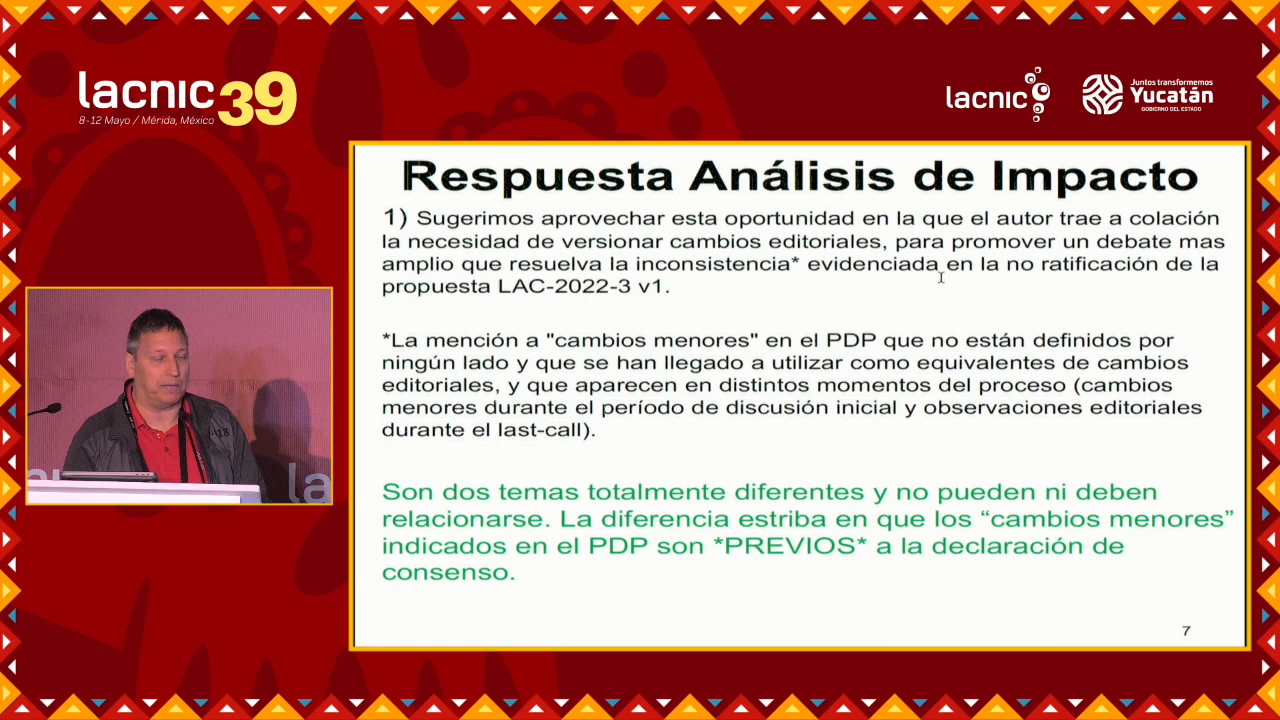 lacnic 39
8-12 Mayo / Mérida, México
lacnic
Juntos transformemos
Yucatán
GOBIERNO DEL ESTADO
Respuesta Análisis de Impacto
1) Sugerimos aprovechar esta oportunidad en la que el autor trae a colación
la necesidad de versionar cambios editoriales, para promover un debate mas
amplio que resuelva la inconsistencia* evidenciada en la no ratificación de la
propuesta LAC-2022-3 v1.
*La mención a "cambios menores" en el PDP que no están definidos por
ningún lado y que se han llegado a utilizar como equivalentes de cambios
editoriales, y que aparecen en distintos momentos del proceso (cambios
menores durante el período de discusión inicial y observaciones editoriales
durante el last-call).
Son dos temas totalmente diferentes y no pueden ni deben
relacionarse. La diferencia estriba en que los “cambios menores”
indicados en el PDP son *PREVIOS* a la declaración de
consenso.
7
la